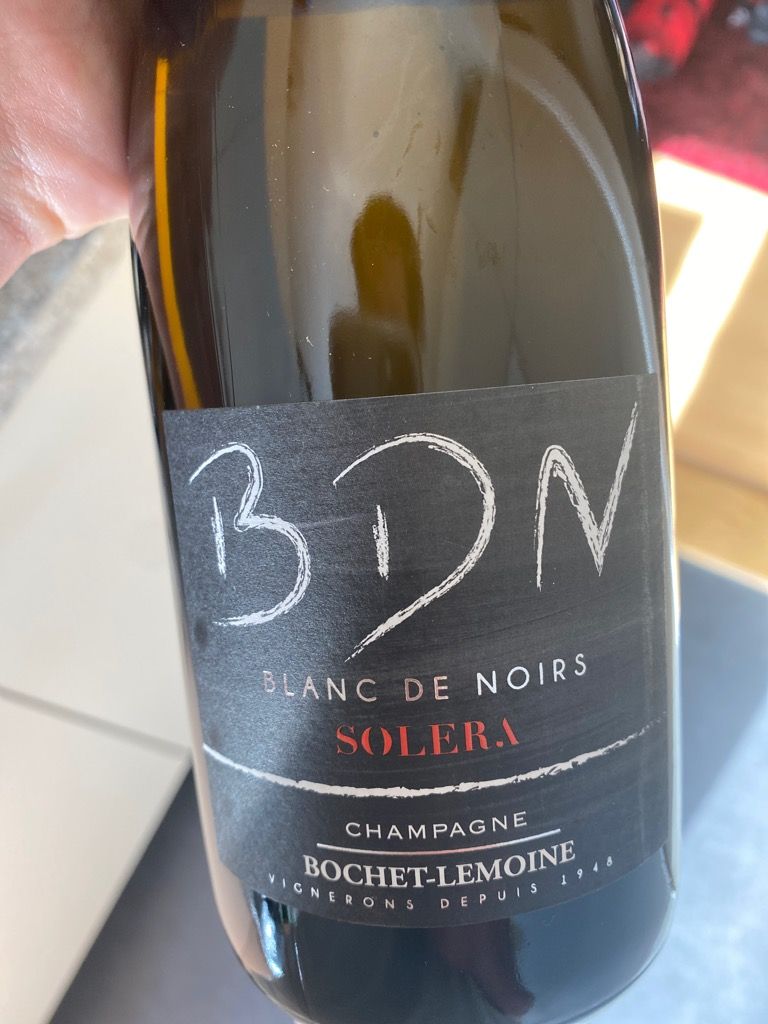 BDN
BLANC DE NOIRS
SOLERA
CHAMPAGNE
BOCHET-LEMOINE
VIGNERONS DEPUIS 1948